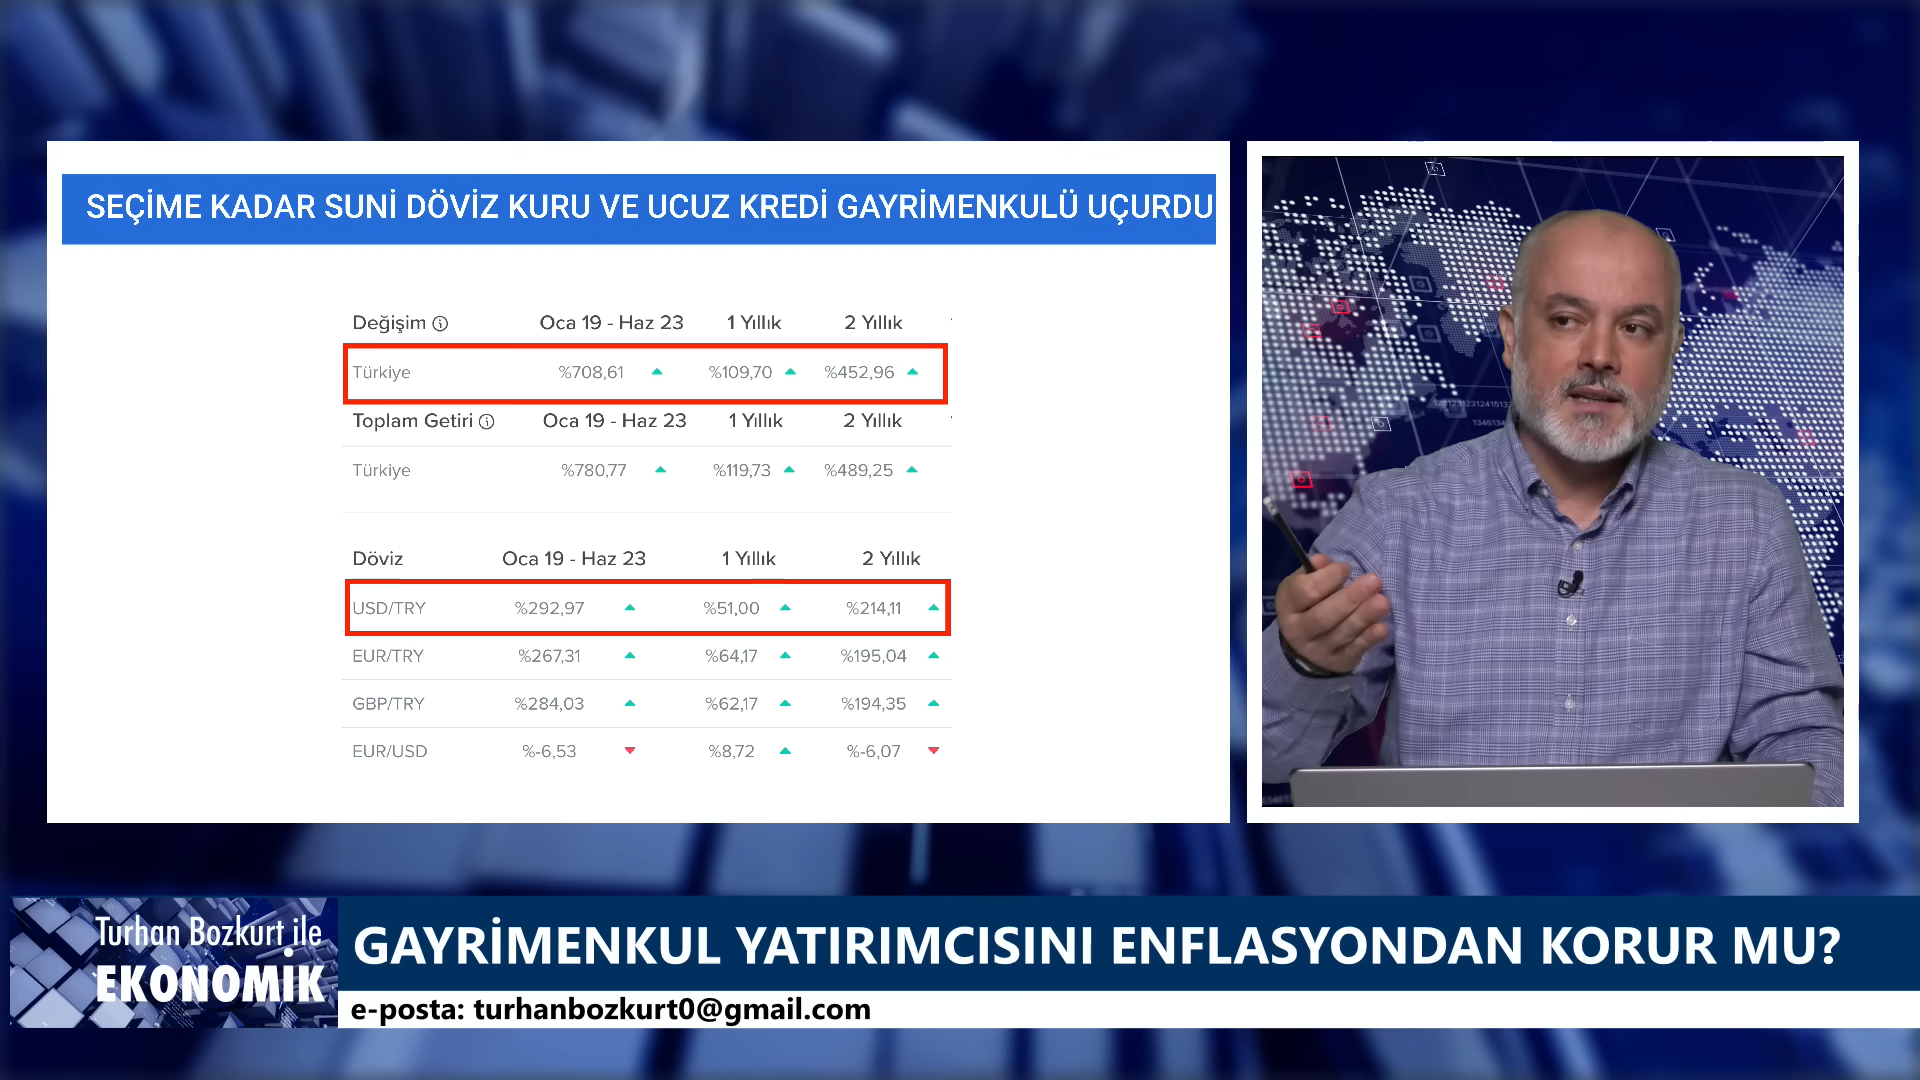 SEÇİME KADAR SUNİ DÖVİZ KURU VE UCUZ KREDİ GAYRİMENKULÜ UÇURDU
Değişim Oca 19 - Haz 23 1 Yıllık 2 Yıllık
Türkiye %708,61 %109,70 %452,96
Toplam Getiri Oca 19 - Haz 23 1 Yıllık 2 Yıllık
Türkiye %780,77 %119,73 %489,25
Döviz Oca 19 - Haz 23 1 Yıllık 2 Yıllık
USD/TRY %292,97 %51,00 %214,11
EUR/TRY %267,31 %64,17 %195,04
GBP/TRY %284,03 %62,17 %194,35
EUR/USD %-6,53 %8,72 %-6,07
Turhan Bozkurt ile
EKONOMİK
GAYRİMENKUL YATIRIMCISINI ENFLASYONDAN KORUR MU?
e-posta: turhanbozkurt0@gmail.com